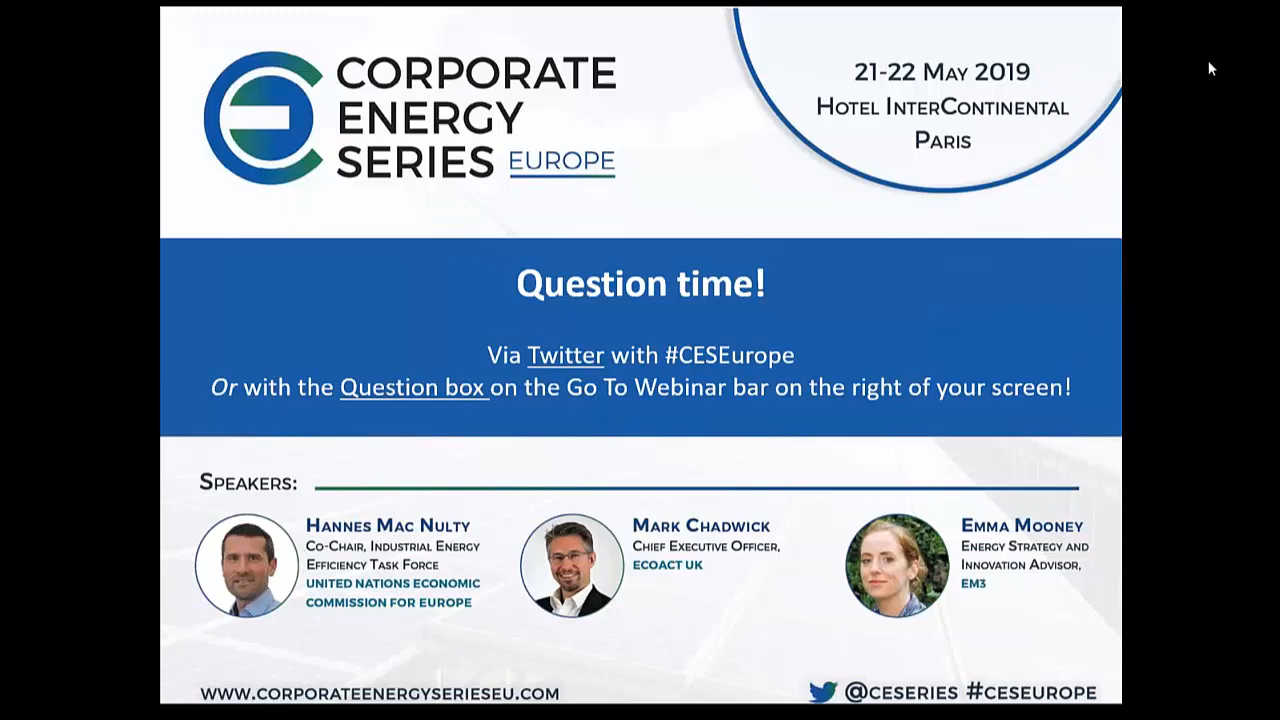 CORPORATE
ENERGY
SERIES EUROPE
21-22 May 2019
Hotel InterContinental
Paris
Question time!
Via Twitter with #CESEurope
Or with the Question box on the Go To Webinar bar on the right of your screen!
Speakers:
Hannes Mac Nulty
Co-Chair, Industrial Energy
Efficiency Task Force
UNITED NATIONS ECONOMIC
COMMISSION FOR EUROPE
Mark Chadwick
Chief Executive Officer,
ECOACT UK
Emma Mooney
Energy Strategy and
Innovation Advisor,
EM3
WWW.CORPORATEENERGYSERIESEU.COM
@CESERIES #CESEUROPE